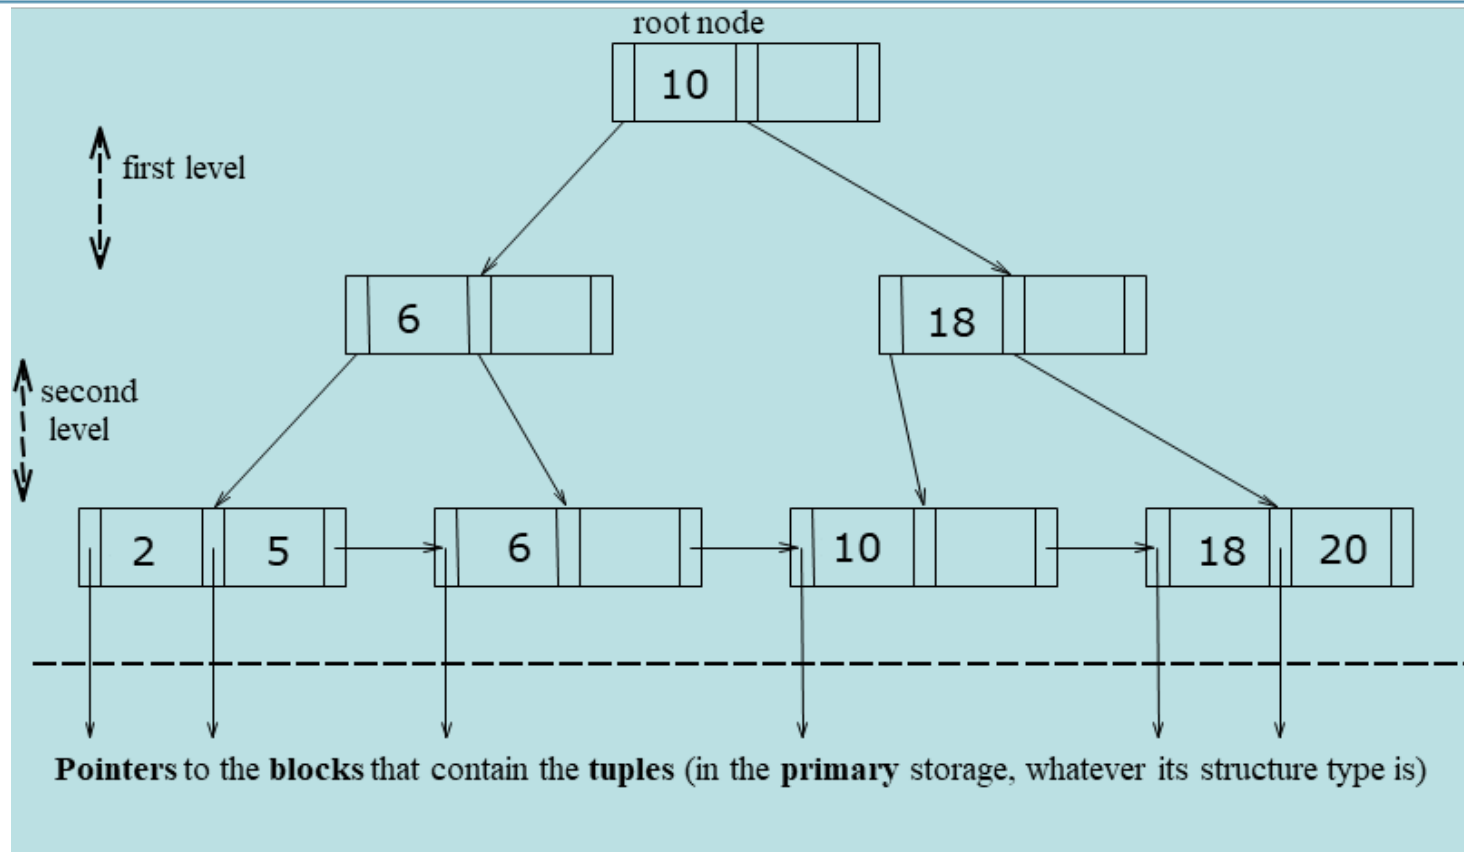 root node
10
first level
6
18
second
level
2 5 6 10 18 20
Pointers to the blocks that contain the tuples (in the primary storage, whatever its structure type is)